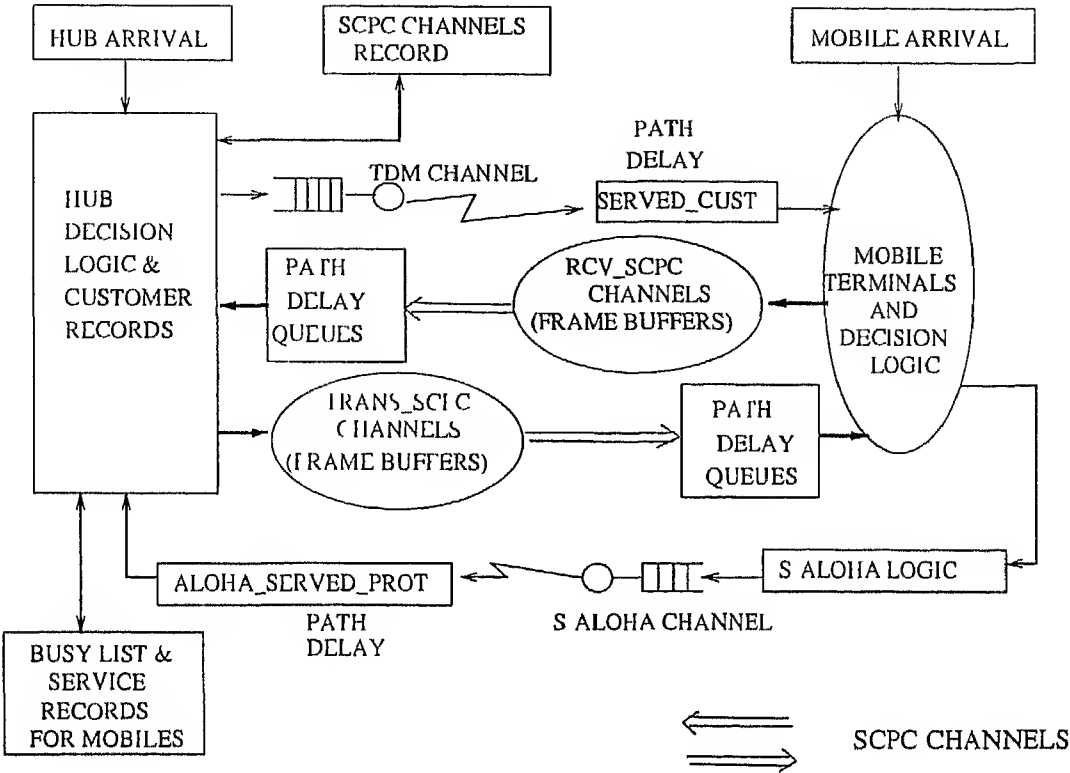 HUB ARRIVAL
SCPC CHANNELS
RECORD
MOBILE ARRIVAL
PATH
DELAY
TDM CHANNEL
SERVED_CUST
HUB
DECISION
LOGIC &
CUSTOMER
RECORDS
PATH
DELAY
QUEUES
RCV_SCPC
CHANNELS
(FRAME BUFFERS)
MOBILE
TERMINALS
AND
DECISION
LOGIC
TRANS_SCPC
CHANNELS
(FRAME BUFFERS)
PATH
DELAY
QUEUES
ALOHA_SERVED_PROT
PATH
DELAY
S ALOHA CHANNEL
S ALOHA LOGIC
BUSY LIST &
SERVICE
RECORDS
FOR MOBILES
SCPC CHANNELS